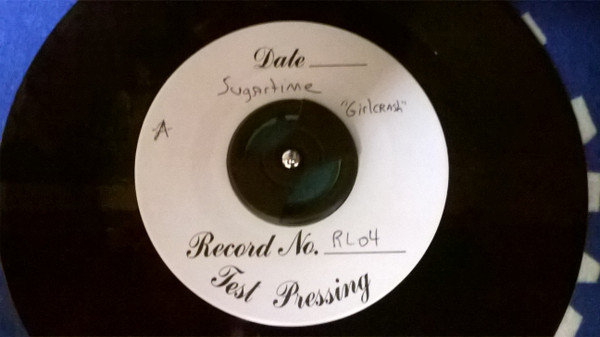 Date
Sugartime
"GirlCRASh"
A
Record No. RL04
Test Pressing